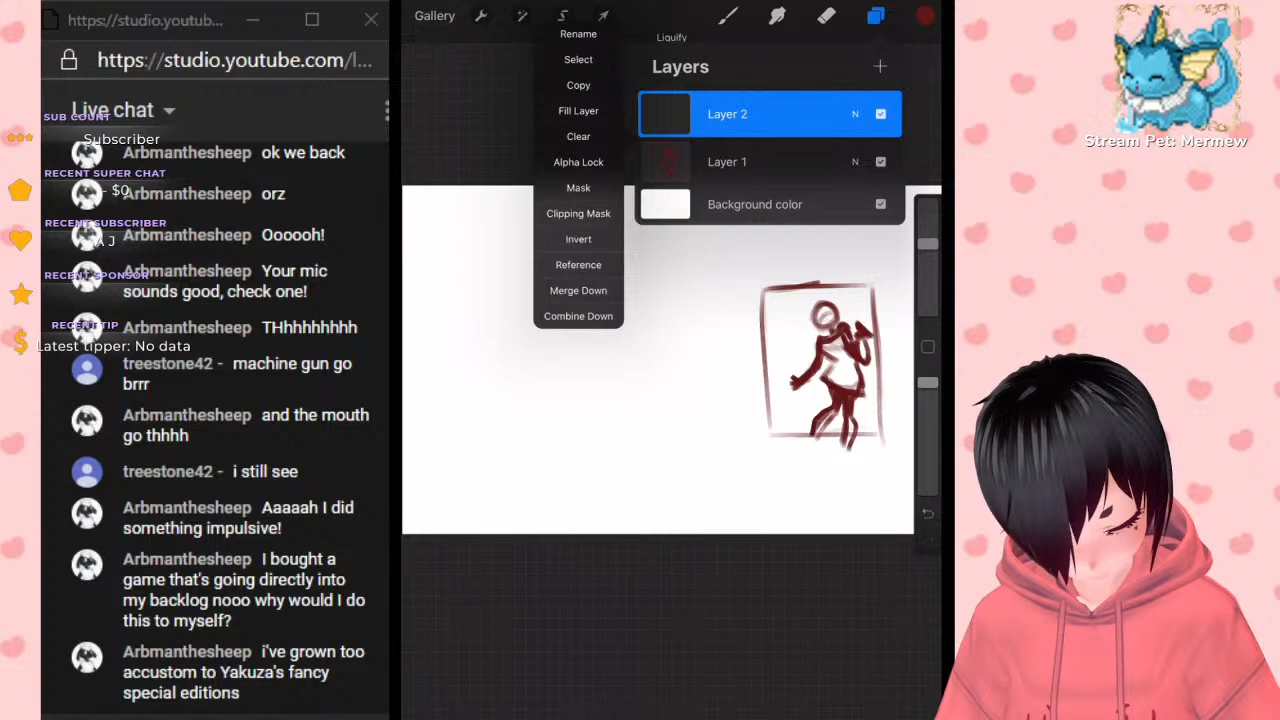 https://studio.youtub...
https://studio.youtube.com/l...
Live chat
SUB COUNT
Subscriber
Arbmanthesheep ok we back
RECENT SUPER CHAT
- $0
Arbmanthesheep orz
RECENT SUBSCRIBER
A J
Arbmanthesheep Oooooh!
RECENT SPONSOR
Arbmanthesheep Your mic
sounds good, check one!
RECENT TIP
Latest tipper: No data
Arbmanthesheep THhhhhhhhh
treestone42 - machine gun go
brrr
Arbmanthesheep and the mouth
go thhhh
treestone42 - i still see
Arbmanthesheep Aaaaah I did
something impulsive!
Arbmanthesheep I bought a
game that's going directly into
my backlog nooo why would I do
this to myself?
Arbmanthesheep i've grown too
accustom to Yakuza's fancy
special editions
Gallery
Rename
Select
Copy
Fill Layer
Clear
Alpha Lock
Mask
Clipping Mask
Invert
Reference
Merge Down
Combine Down
Liquify
Layers
Layer 2 N
Layer 1 N
Background color
Stream Pet: Mermew